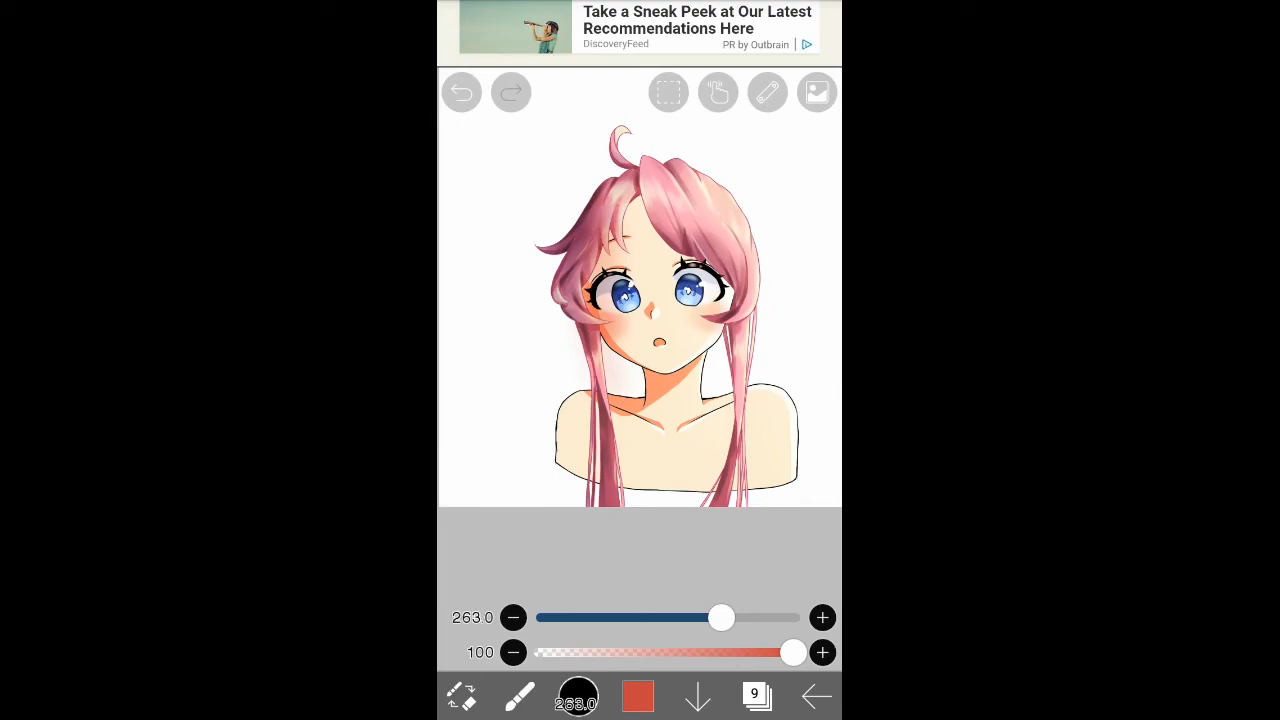 Take a Sneak Peek at Our Latest
Recommendations Here
DiscoveryFeed PR by Outbrain
263.0
100
263.0
9